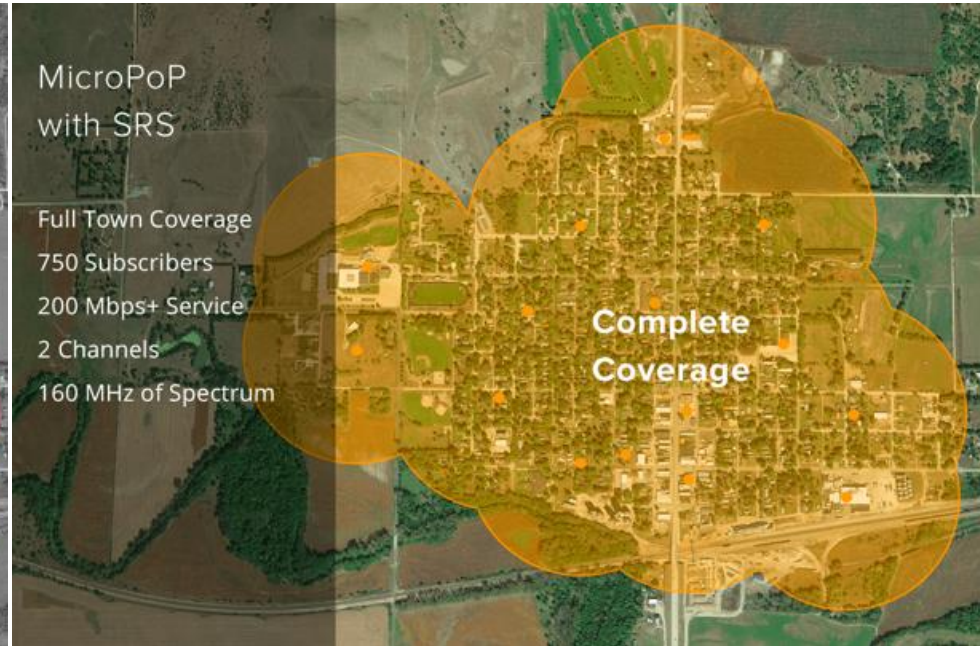 MicroPoP
with SRS
Full Town Coverage
750 Subscribers
200 Mbps+ Service
2 Channels
160 MHz of Spectrum
Complete
Coverage